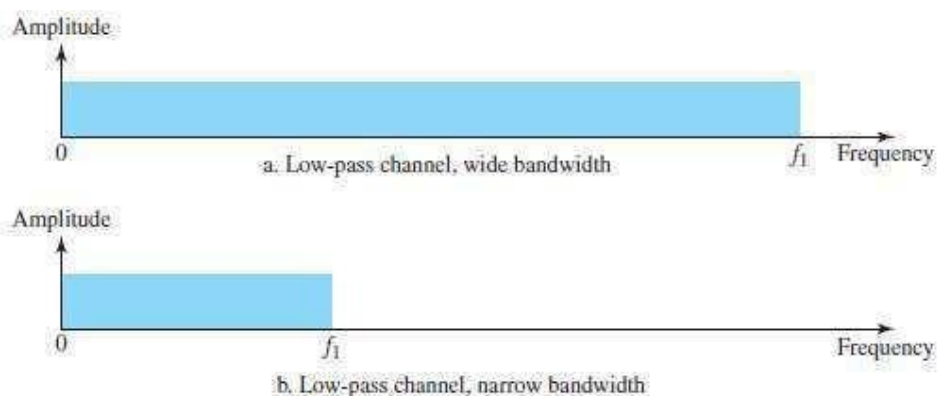 Amplitude
0
f1
Frequency
a. Low-pass channel, wide bandwidth
Amplitude
0
f1
Frequency
b. Low-pass channel, narrow bandwidth